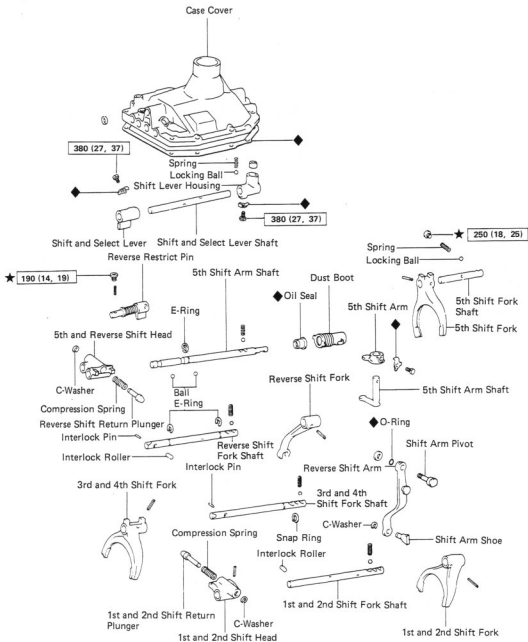 Case Cover
380 (27, 37)
Spring
Locking Ball
Shift Lever Housing
380 (27, 37)
★ 250 (18, 25)
Shift and Select Lever
Shift and Select Lever Shaft
Spring
Locking Ball
Reverse Restrict Pin
★ 190 (14, 19)
5th Shift Arm Shaft
Dust Boot
◆Oil Seal
5th Shift Arm
5th Fork
Shaft
5th Fork
E-Ring
5th and Reverse Shift Head
C-Washer
Ball
Reverse Shift Fork
5th Shift Arm Shaft
Compression Spring
E-Ring
Reverse Shift Return Plunger
◆O-Ring
Interlock Pin
Reverse Shift
Fork Shaft
Shift Arm Pivot
Interlock Roller
Interlock Pin
Reverse Shift Arm
3rd and 4th Shift Fork
3rd and 4th
Shift Fork Shaft
C-Washer
Compression Spring
Snap Ring
Shift Arm Shoe
Interlock Roller
1st and 2nd Shift Return
Plunger
C-Washer
1st and 2nd Shift Fork Shaft
1st and 2nd Shift Head
1st and 2nd Shift Fork